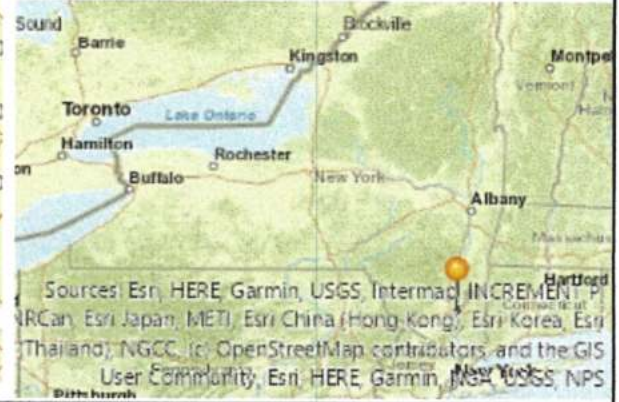 Sound
Brockville
Barrie
Kingston
Montpe
Vermont
Toronto
Lake Ontario
Hamilton
Rochester
on
Buffalo
New York
Albany
Massachus
Hartford
Connecticut
Sources: Esri, HERE, Garmin, USGS, Intermap, INCREMENT P,
NRCan, Esri Japan, METI, Esri China (Hong Kong), Esri Korea, Esri
(Thailand), NGCC, (c) OpenStreetMap contributors, and the GIS
User Community, Esri, HERE, Garmin, NGA, USGS, NPS
New York
Pittsburgh